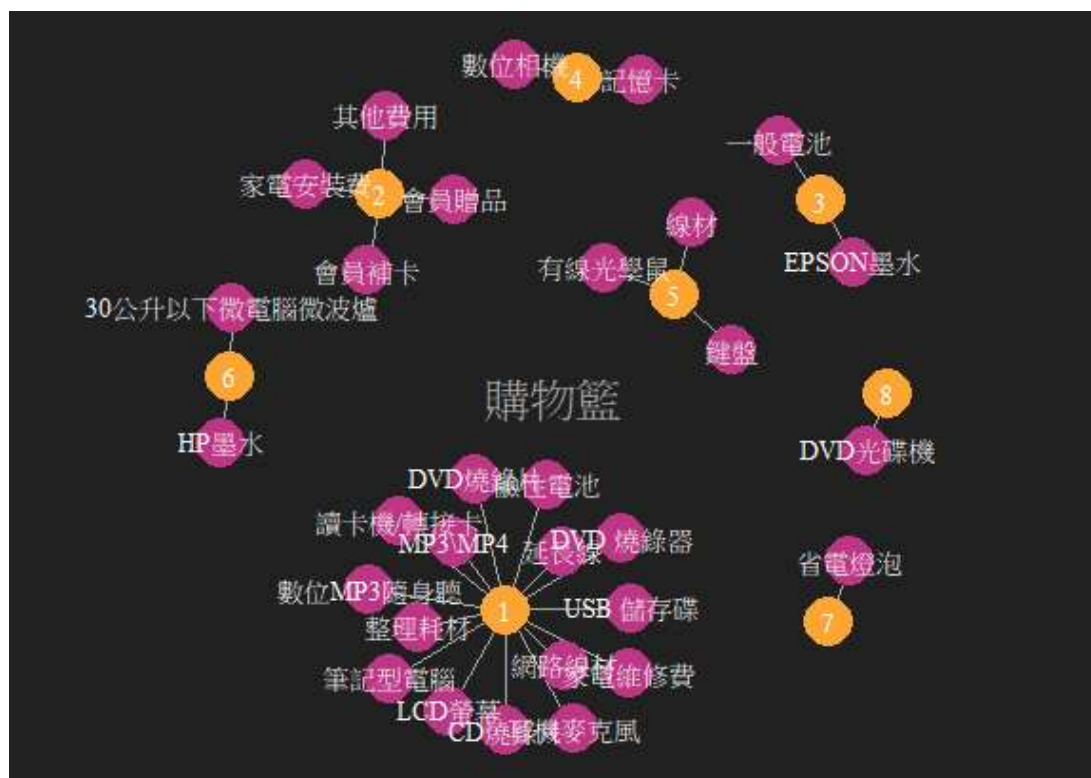 數位相機
4
記憶卡
其他費用
一般電池
家電安裝費
2
會員贈品
3
線材
會員補卡
有線光學鼠
EPSON墨水
5
30公升以下微電腦微波爐
鍵盤
6
8
購物籃
HP墨水
DVD光碟機
DVD燒錄片
鹼性電池
讀卡機/轉接卡
MP3\MP4
延長線
DVD 燒錄器
省電燈泡
數位MP3隨身聽
1
USB 儲存碟
整理耗材
7
網路線材
家電維修費
筆記型電腦
LCD螢幕
CD燒錄片
耳機麥克風